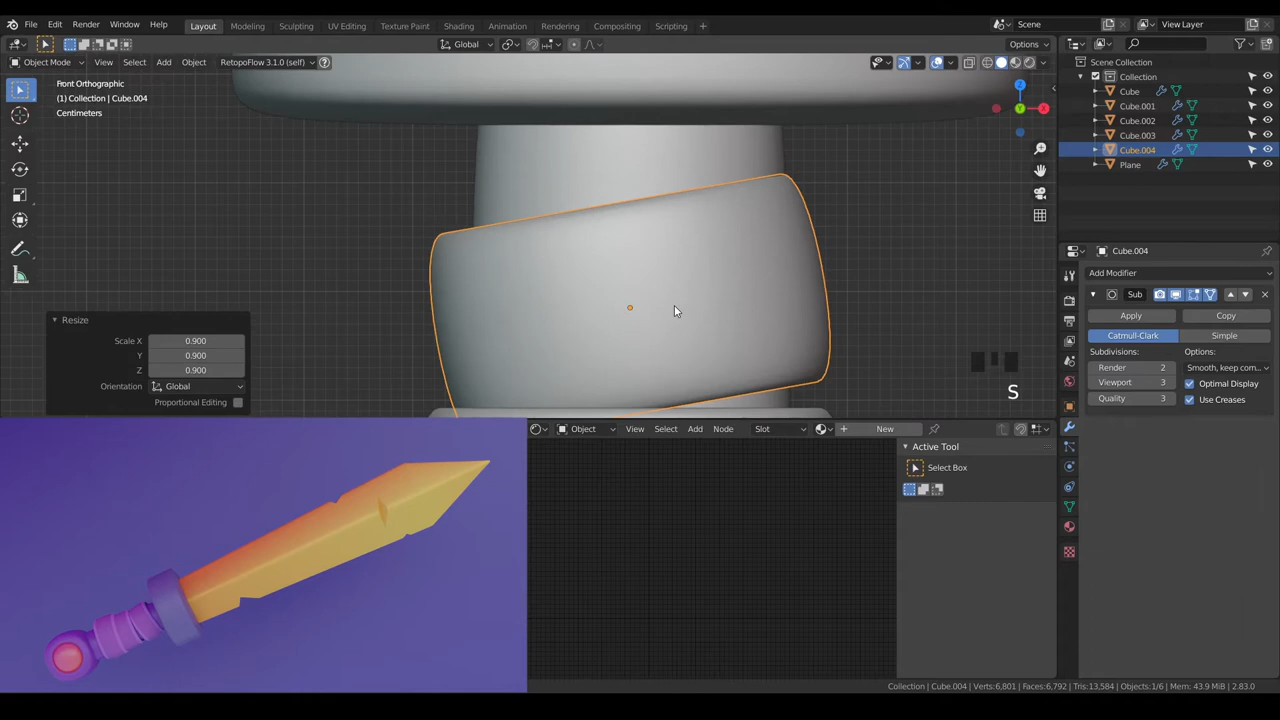 File Edit Render Window Help Layout Modeling Sculpting UV Editing Texture Paint Shading Animation Rendering Compositing Scripting + Scene View Layer
Global Options
Object Mode View Select Add Object RetopoFlow 3.1.0 (self)
Front Orthographic
(1) Collection | Cube.004
Centimeters
Z
X
Y
Scene Collection
Collection
Cube
Cube.001
Cube.002
Cube.003
Cube.004
Plane
Cube.004
Add Modifier
Sub
Apply Copy
Catmull-Clark Simple
Subdivisions: Options:
Render 2 Smooth, keep com...
Viewport 3 Optimal Display
Quality 3 Use Creases
Resize
Scale X 0.900
Y 0.900
Z 0.900
Orientation Global
Proportional Editing
S
Object View Select Add Node Slot New
Active Tool
Select Box
Collection | Cube.004 | Verts:6,801 | Faces:6,792 | Tris:13,584 | Objects:1/6 | Mem: 43.9 MiB | 2.83.0